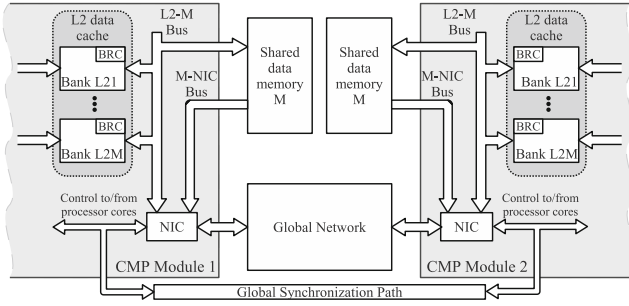 L2 data
cache
BRC
Bank L21
BRC
Bank L2M
L2-M
Bus
M-NIC
Bus
Shared
data
memory
M
Control to/from
processor cores
NIC
CMP Module 1
Global Network
Shared
data
memory
M
L2-M
Bus
M-NIC
Bus
L2 data
cache
BRC
Bank L21
BRC
Bank L2M
Control to/from
processor cores
NIC
CMP Module 2
Global Synchronization Path